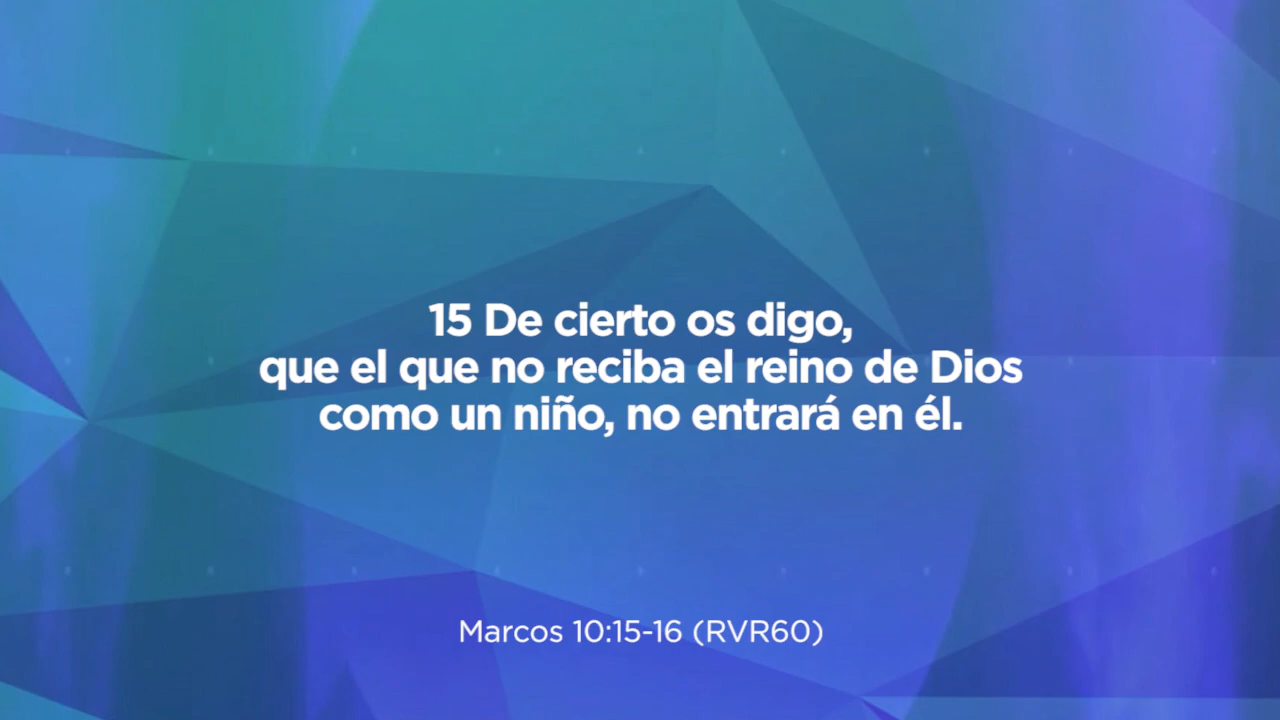 15 De cierto os digo,
que el que no reciba el reino de Dios
como un niño, no entrará en él.
Marcos 10:15-16 (RVR60)